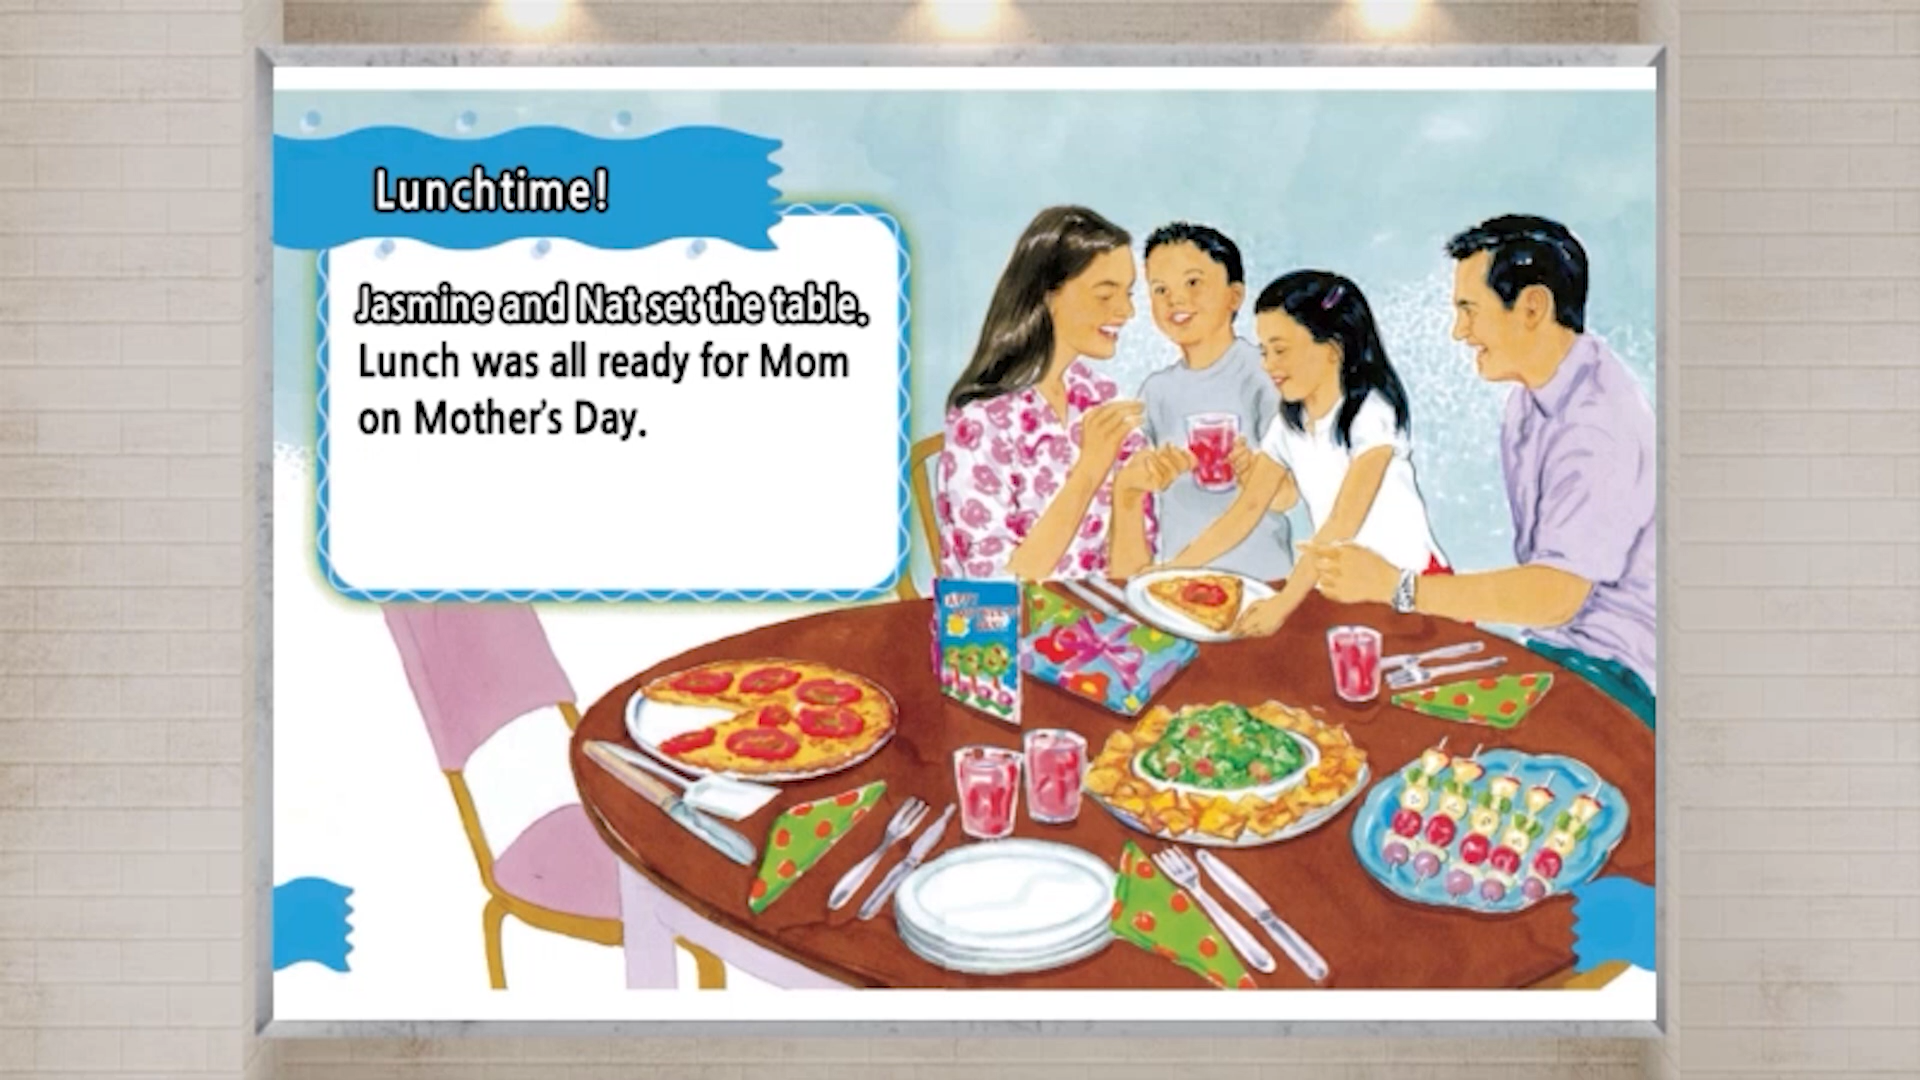 Lunchtime!
Jasmine and Nat set the table.
Lunch was all ready for Mom
on Mother's Day.